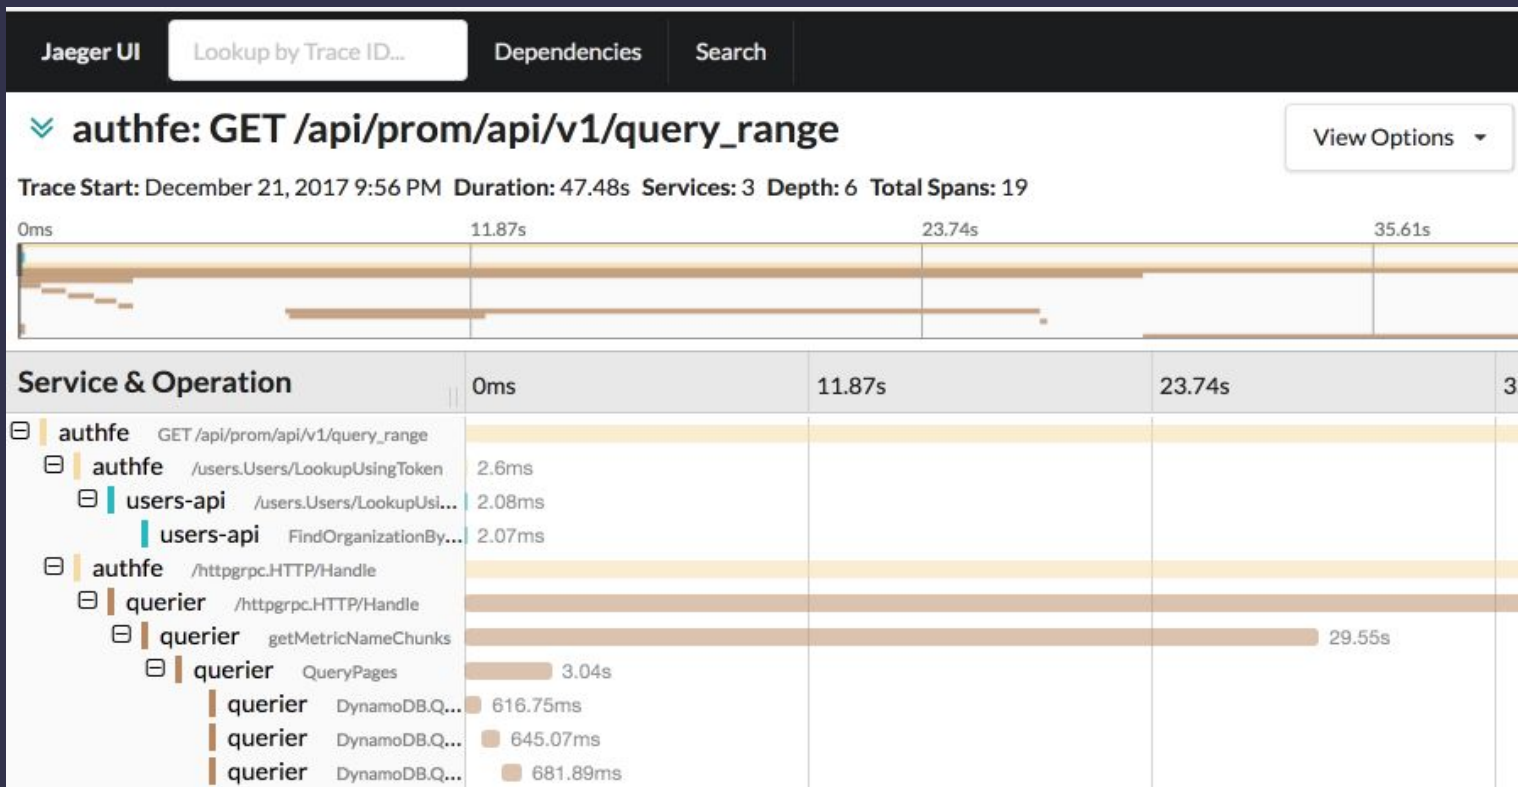 Jaeger UI Lookup by Trace ID... Dependencies Search
authfe: GET /api/prom/api/v1/query_range View Options
Trace Start: December 21, 2017 9:56 PM Duration: 47.48s Services: 3 Depth: 6 Total Spans: 19
0ms 11.87s 23.74s 35.61s
Service & Operation 0ms 11.87s 23.74s 3
authfe GET /api/prom/api/v1/query_range
authfe /users.Users/LookupUsingToken 2.6ms
users-api /users.Users/LookupUsi... 2.08ms
users-api FindOrganizationBy... 2.07ms
authfe /httpgrpc.HTTP/Handle
querier /httpgrpc.HTTP/Handle
querier getMetricNameChunks 29.55s
querier QueryPages 3.04s
querier DynamoDB.Q... 616.75ms
querier DynamoDB.Q... 645.07ms
querier DynamoDB.Q... 681.89ms